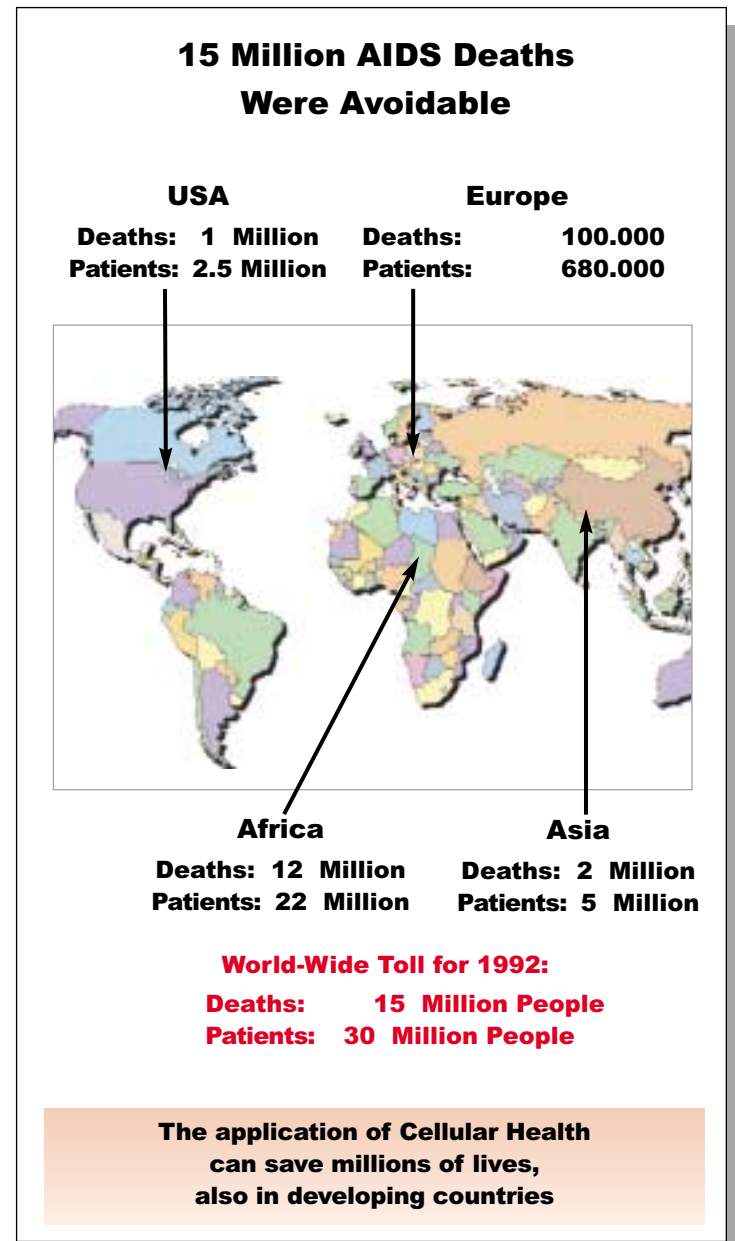 15 Million AIDS Deaths
Were Avoidable
USA
Deaths: 1 Million
Patients: 2.5 Million
Europe
Deaths: 100.000
Patients: 680.000
Africa
Deaths: 12 Million
Patients: 22 Million
Asia
Deaths: 2 Million
Patients: 5 Million
World-Wide Toll for 1992:
Deaths: 15 Million People
Patients: 30 Million People
The application of Cellular Health
can save millions of lives,
also in developing countries